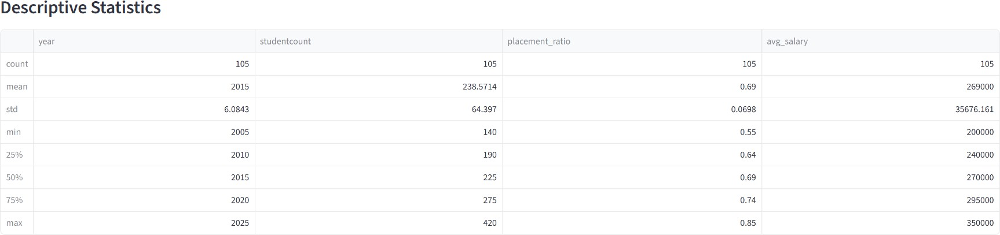 Descriptive Statistics
year studentcount placement_ratio avg_salary
count 105 105 105 105
mean 2015 238.5714 0.69 269000
std 6.0843 64.397 0.0698 35676.161
min 2005 140 0.55 200000
25% 2010 190 0.64 240000
50% 2015 225 0.69 270000
75% 2020 275 0.74 295000
max 2025 420 0.85 350000